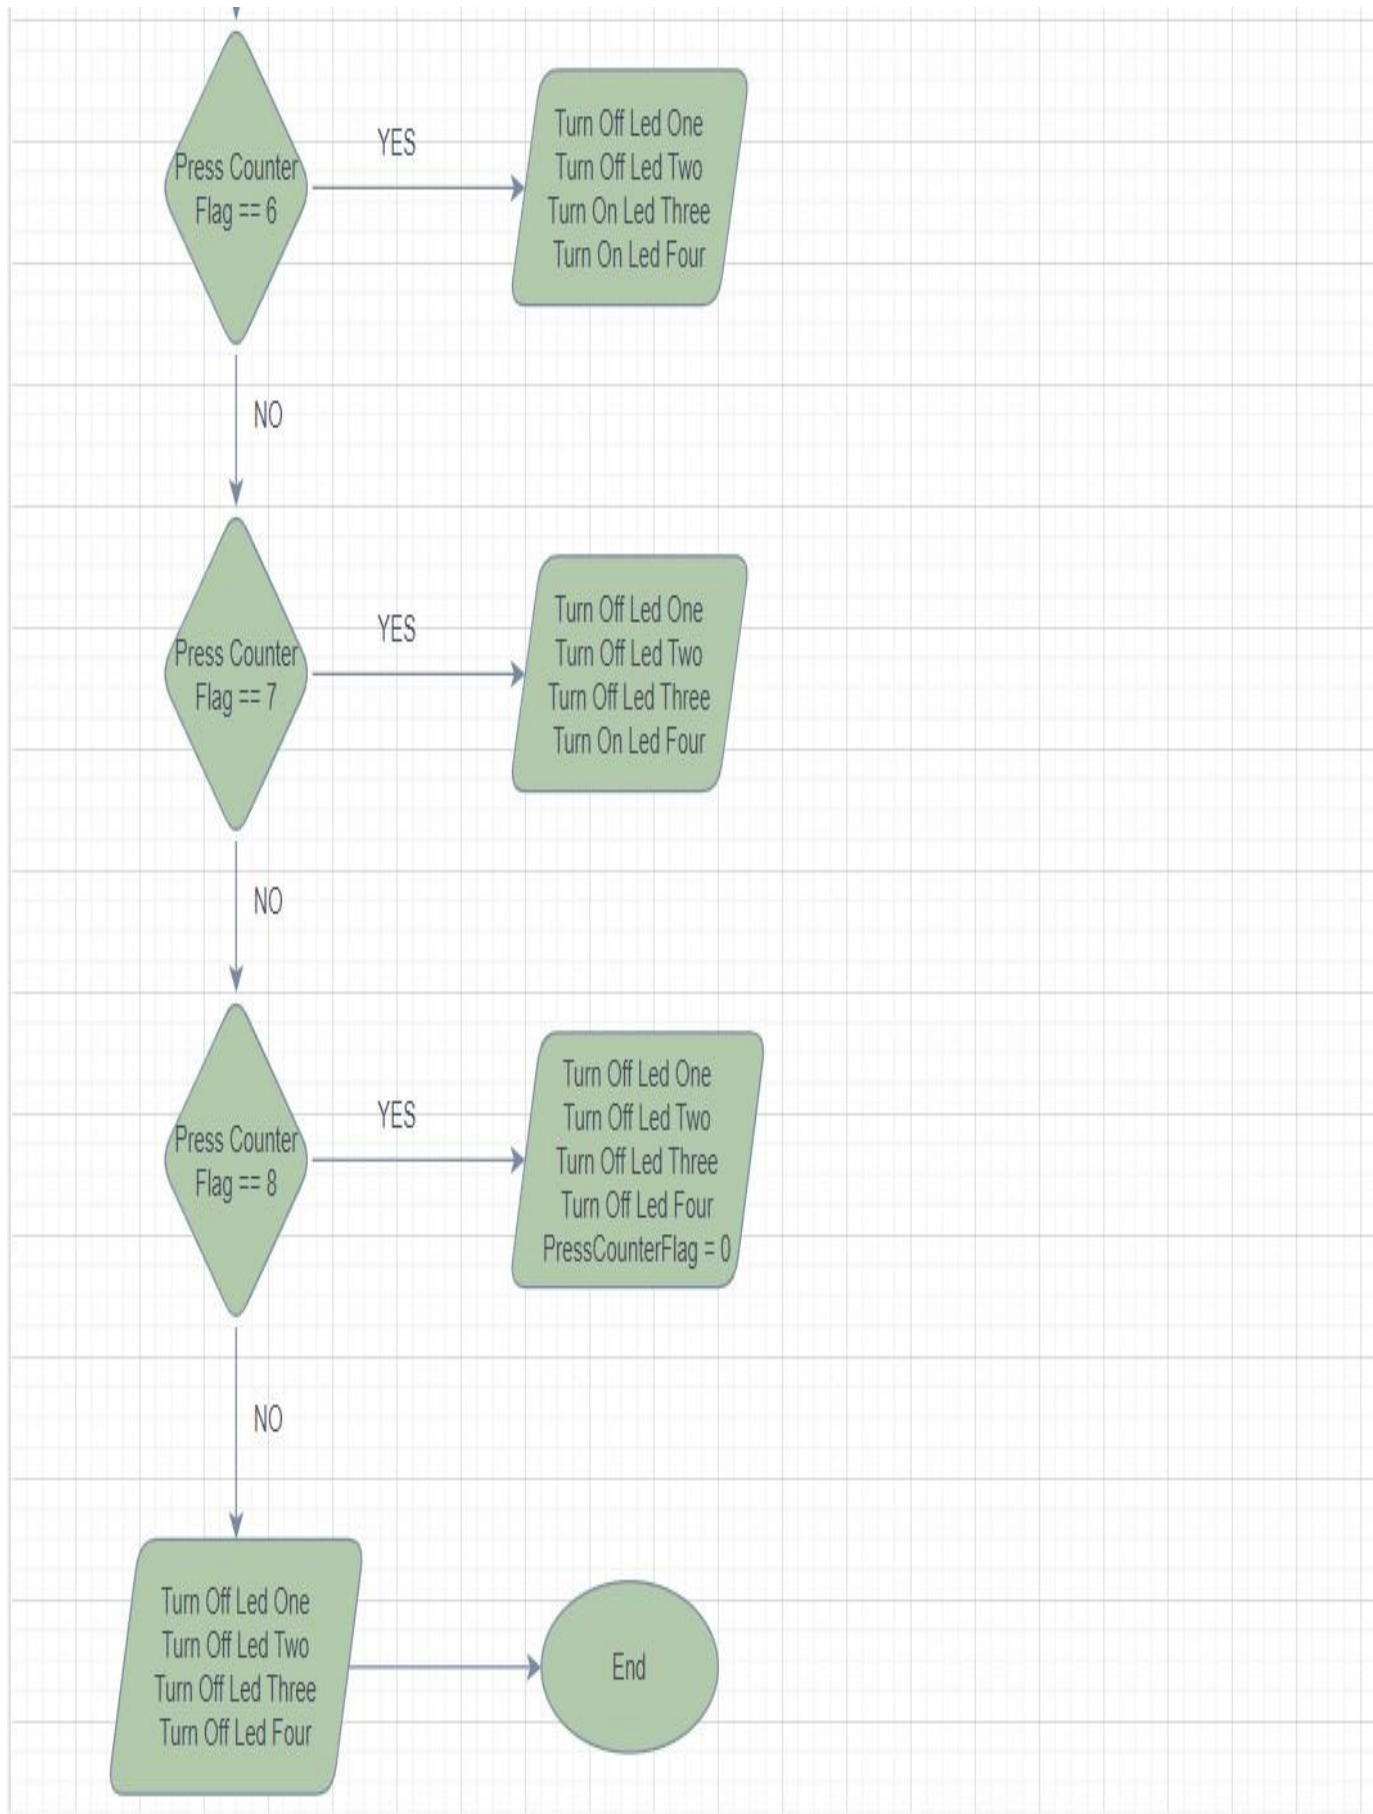 Press Counter
Flag == 6
YES
Turn Off Led One
Turn Off Led Two
Turn On Led Three
Turn On Led Four
NO
Press Counter
Flag == 7
YES
Turn Off Led One
Turn Off Led Two
Turn Off Led Three
Turn On Led Four
NO
Press Counter
Flag == 8
YES
Turn Off Led One
Turn Off Led Two
Turn Off Led Three
Turn Off Led Four
PressCounterFlag = 0
NO
Turn Off Led One
Turn Off Led Two
Turn Off Led Three
Turn Off Led Four
End